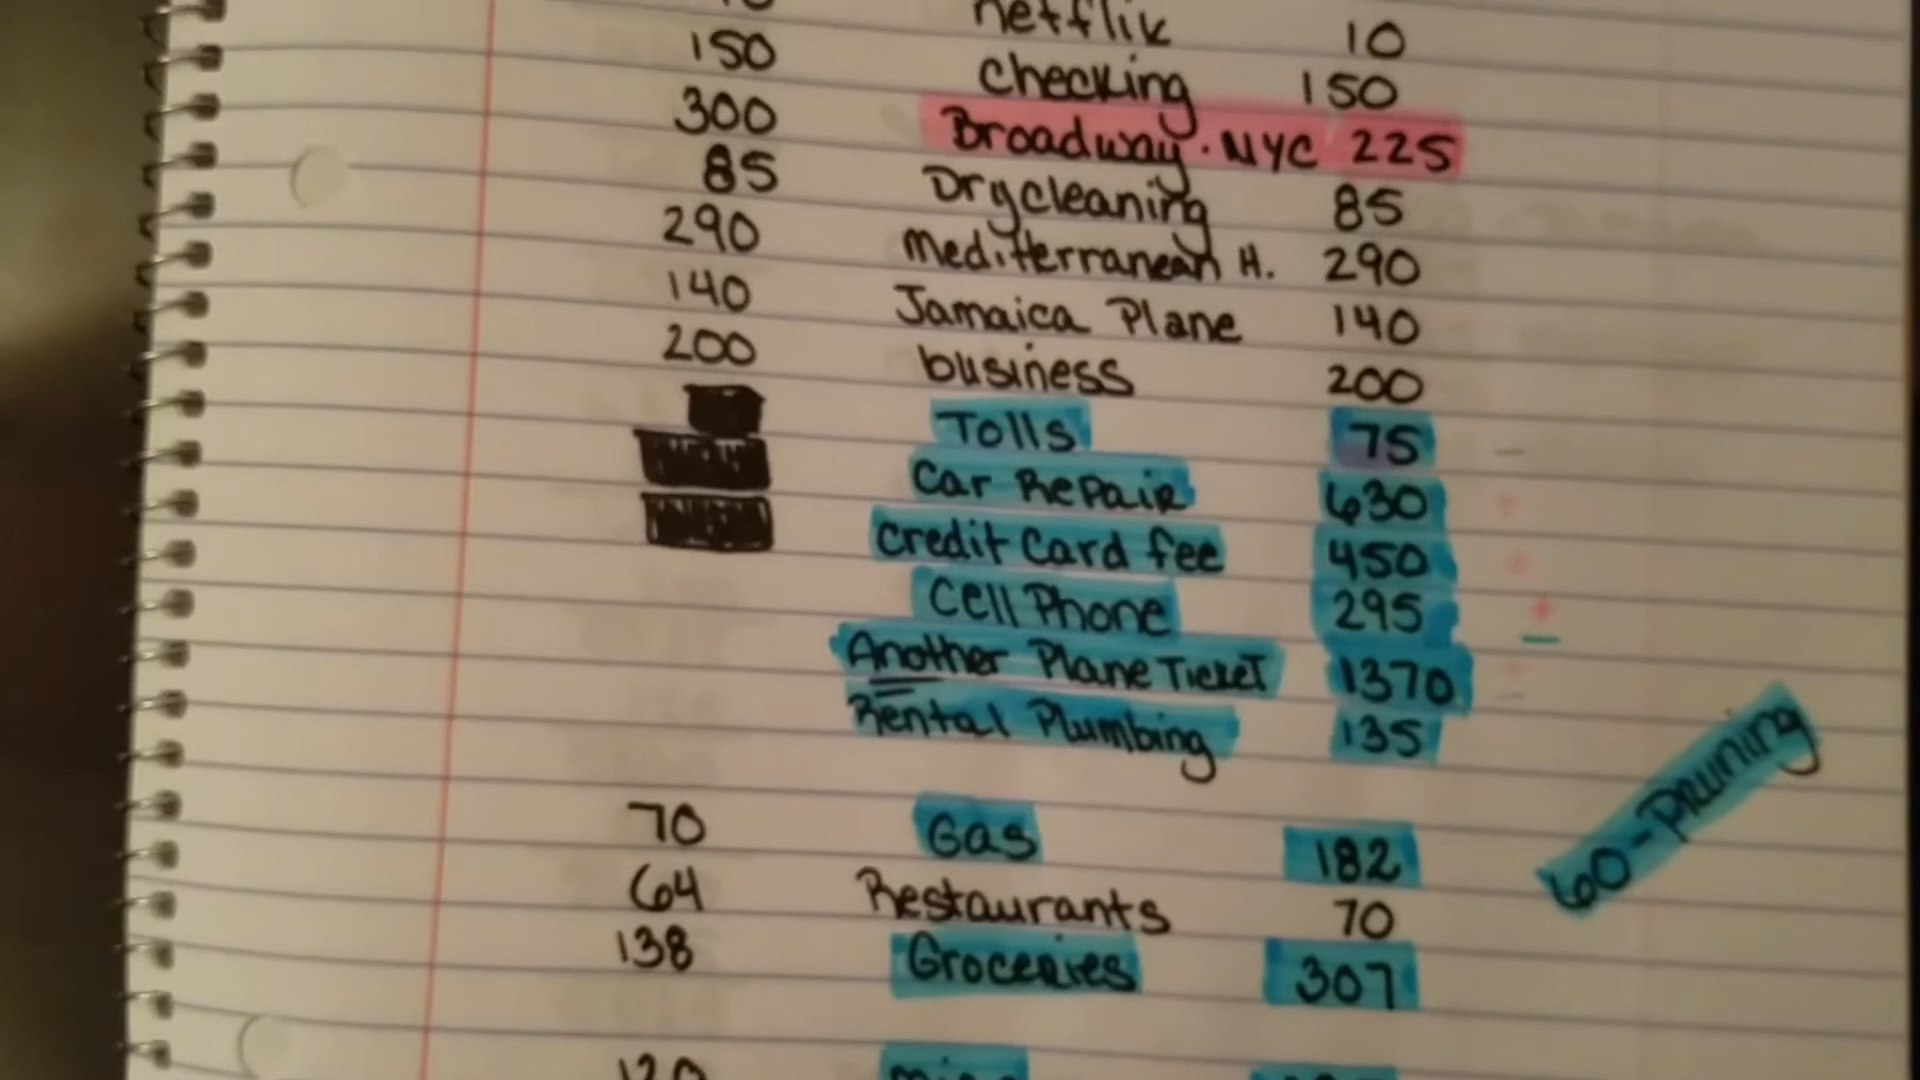 netflix 10
150 Checking 150
300 Broadway · NYC 225
85 Drycleaning 85
290 Mediterranean H. 290
140 Jamaica Plane 140
200 business 200
Tolls 75
Car Repair 630
Credit Card fee 450
Cell Phone 295
Another Plane Ticket 1370
Rental Plumbing 135
60-pruning
70 Gas 182
64 Restaurants 70
138 Groceries 307
120